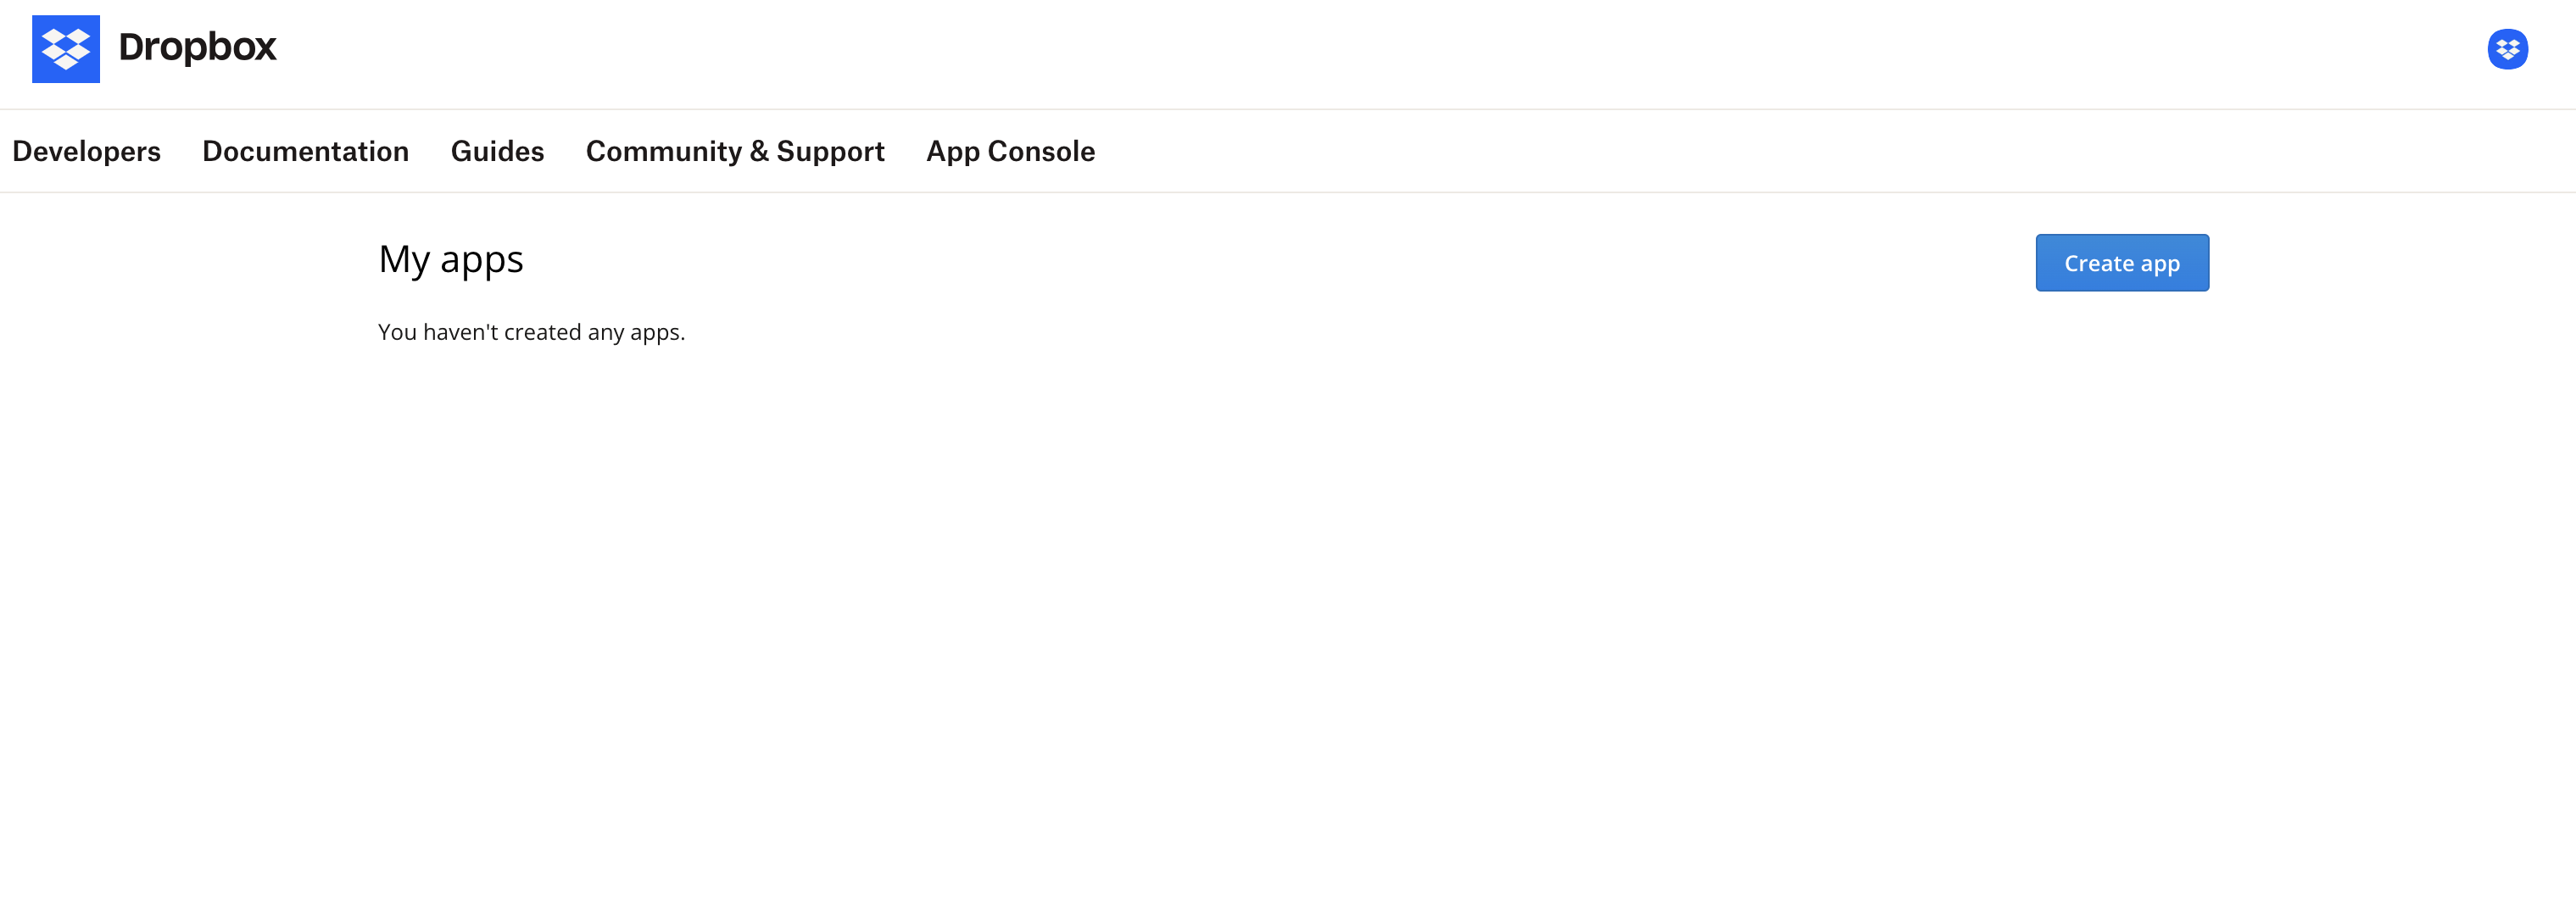 Dropbox
Developers Documentation Guides Community & Support App Console
My apps
Create app
You haven't created any apps.